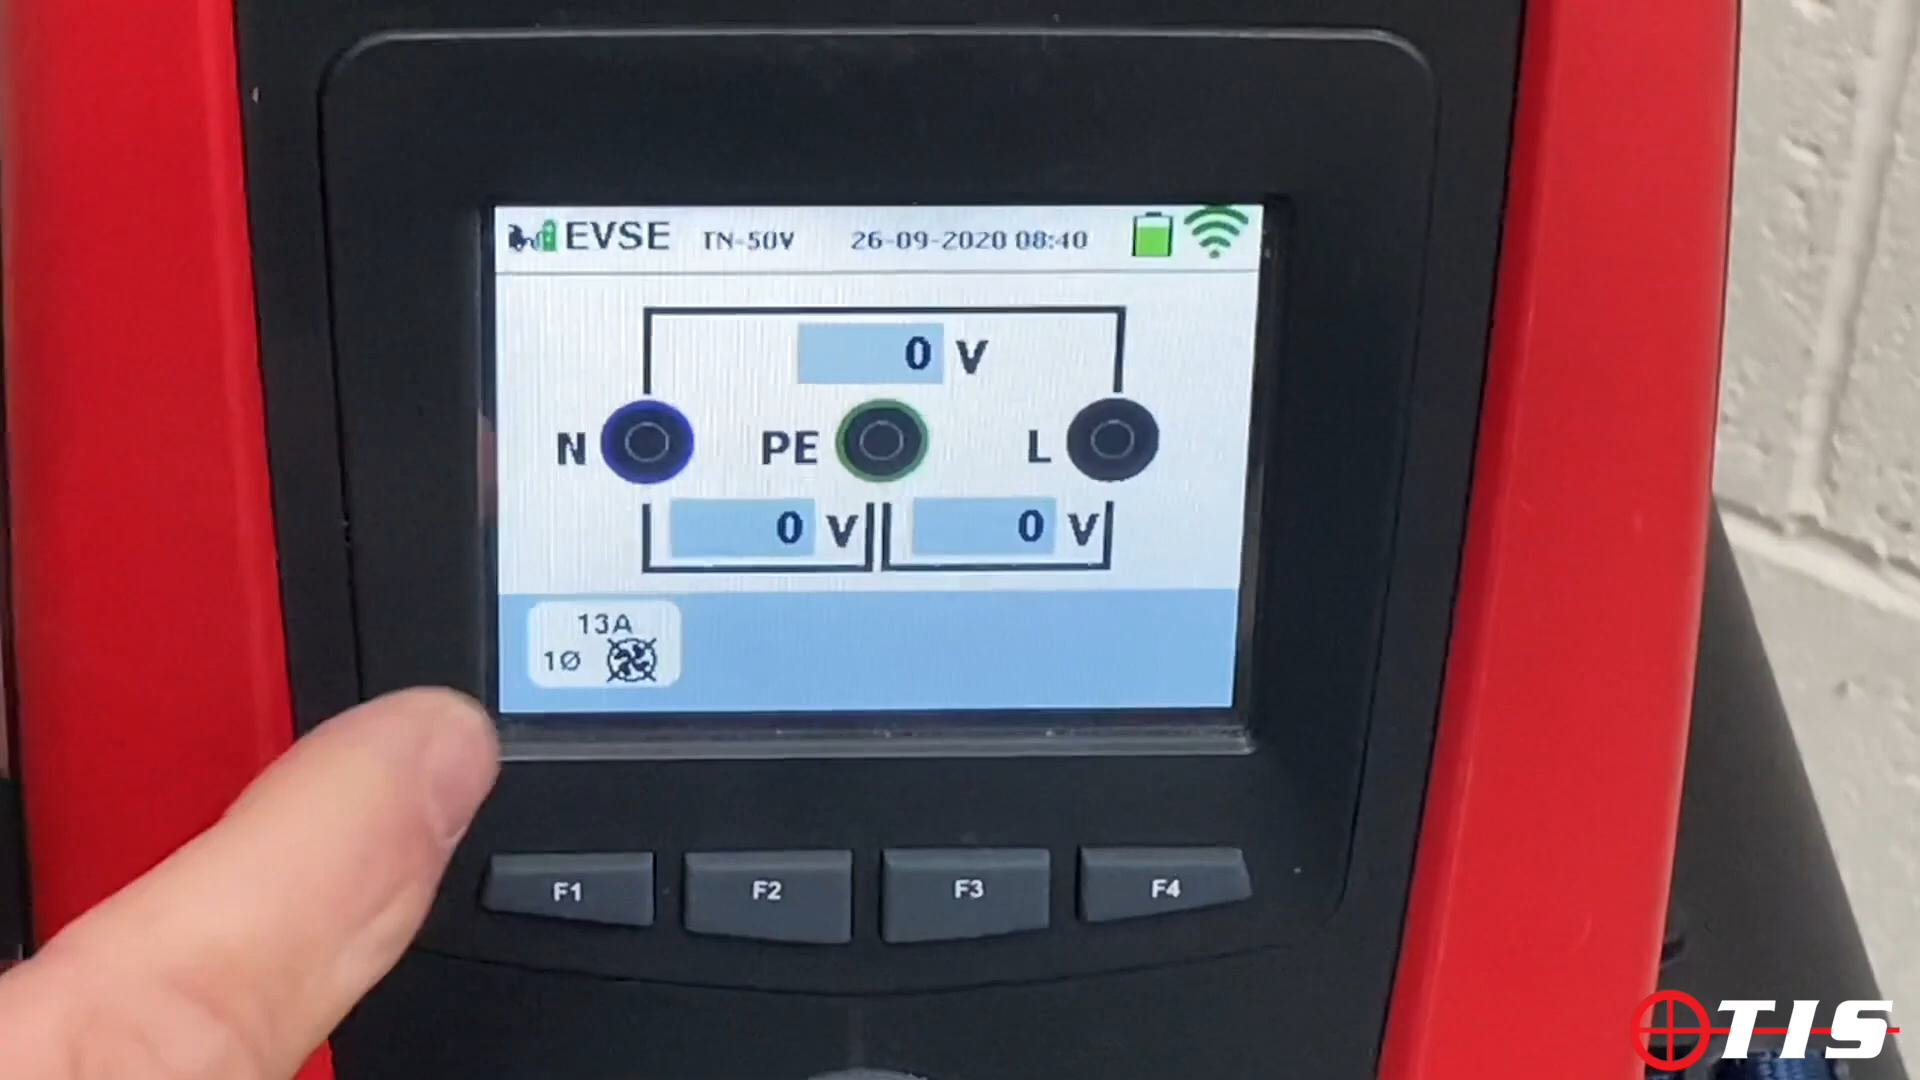 EVSE TN-50V 26-09-2020 08:40
0 V
N PE L
0 V 0 V
13A
1Ø
F1 F2 F3 F4
TIS